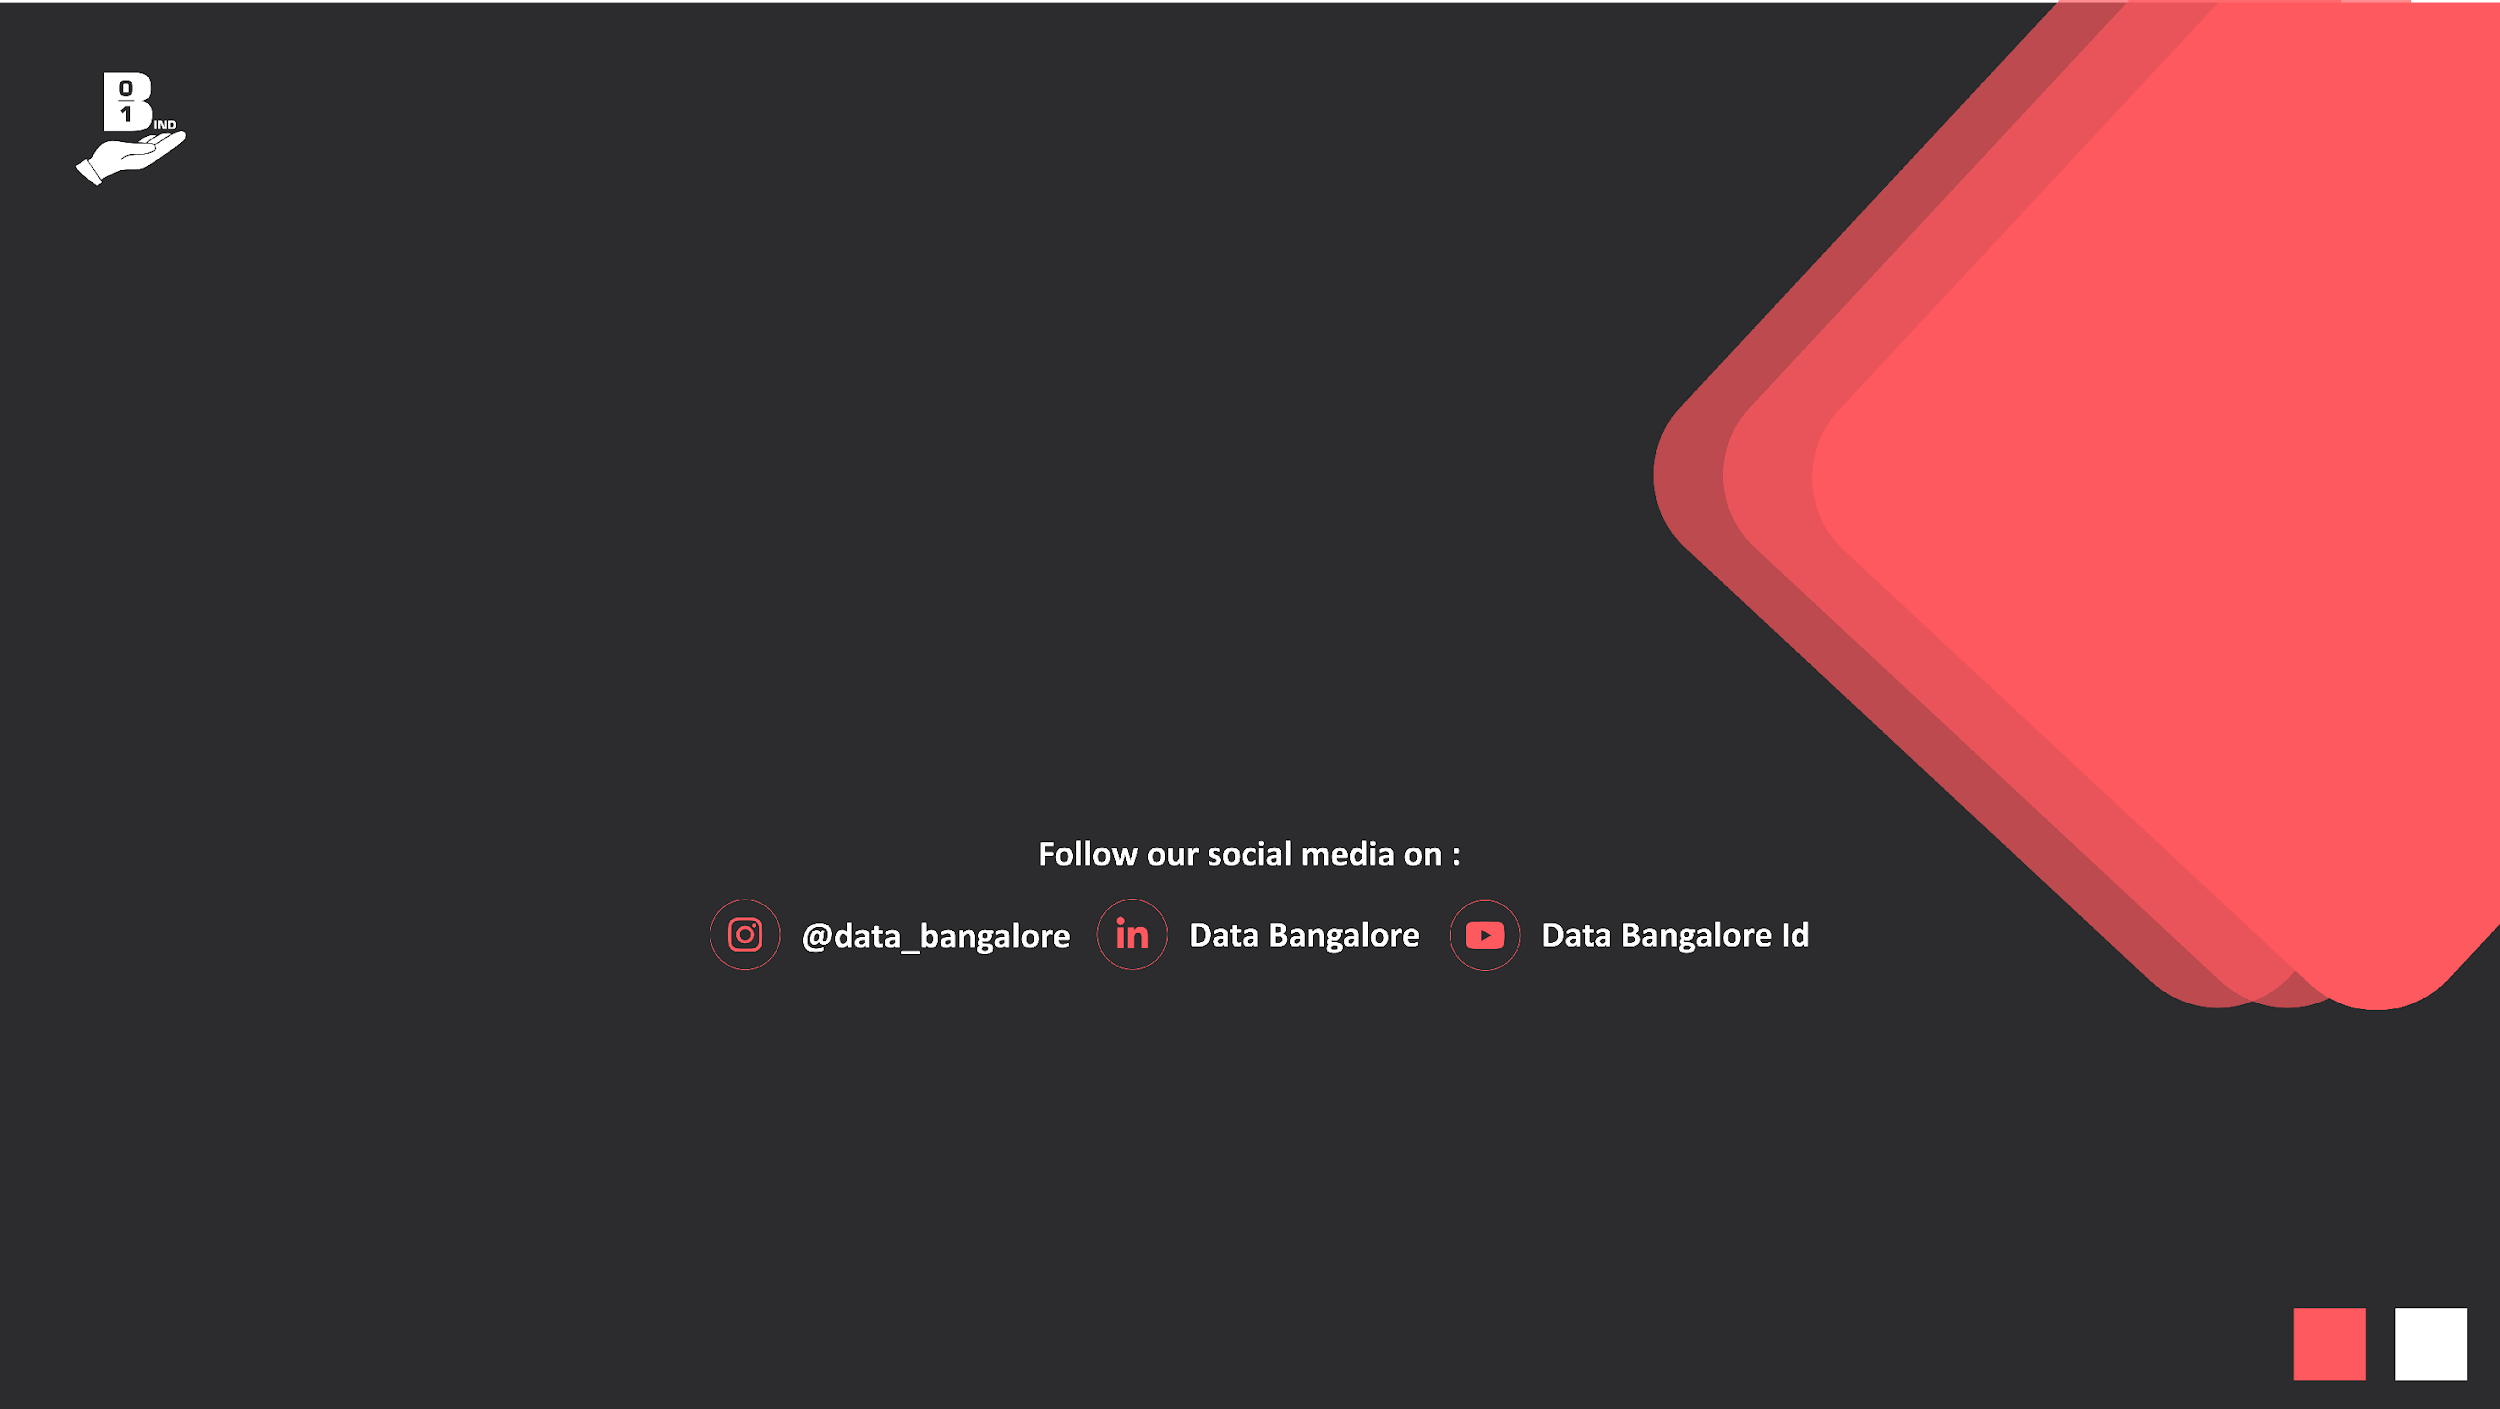 B
0
1
IND
Follow our social media on :
@data_bangalore
in
Data Bangalore
Data Bangalore Id